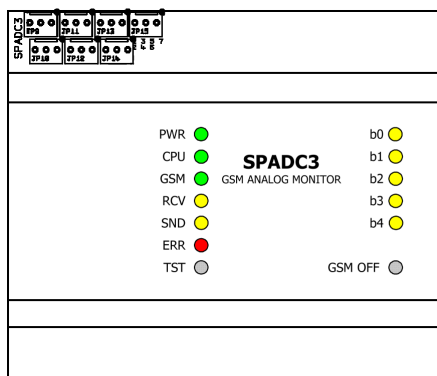 SPADC3
JP9 JP11 JP13 JP15
JP10 JP12 JP14
PWR
CPU
GSM
RCV
SND
ERR
TST
SPADC3
GSM ANALOG MONITOR
b0
b1
b2
b3
b4
GSM OFF